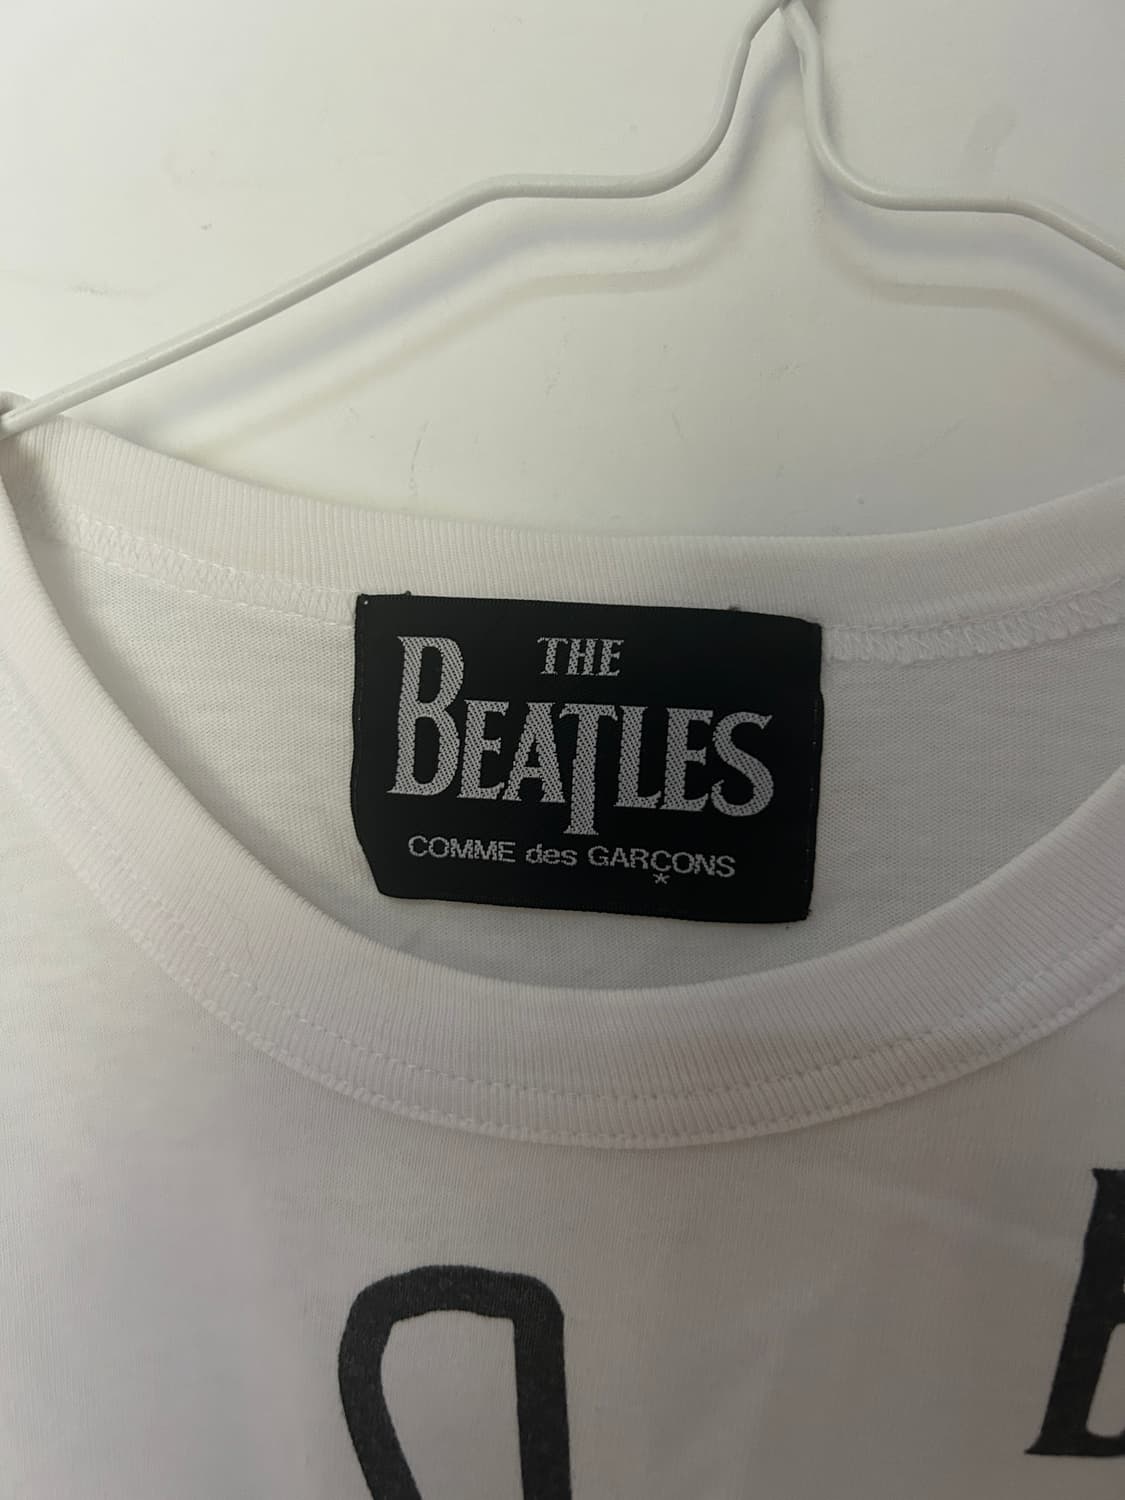 THE
BEATLES
COMME des GARÇONS
*